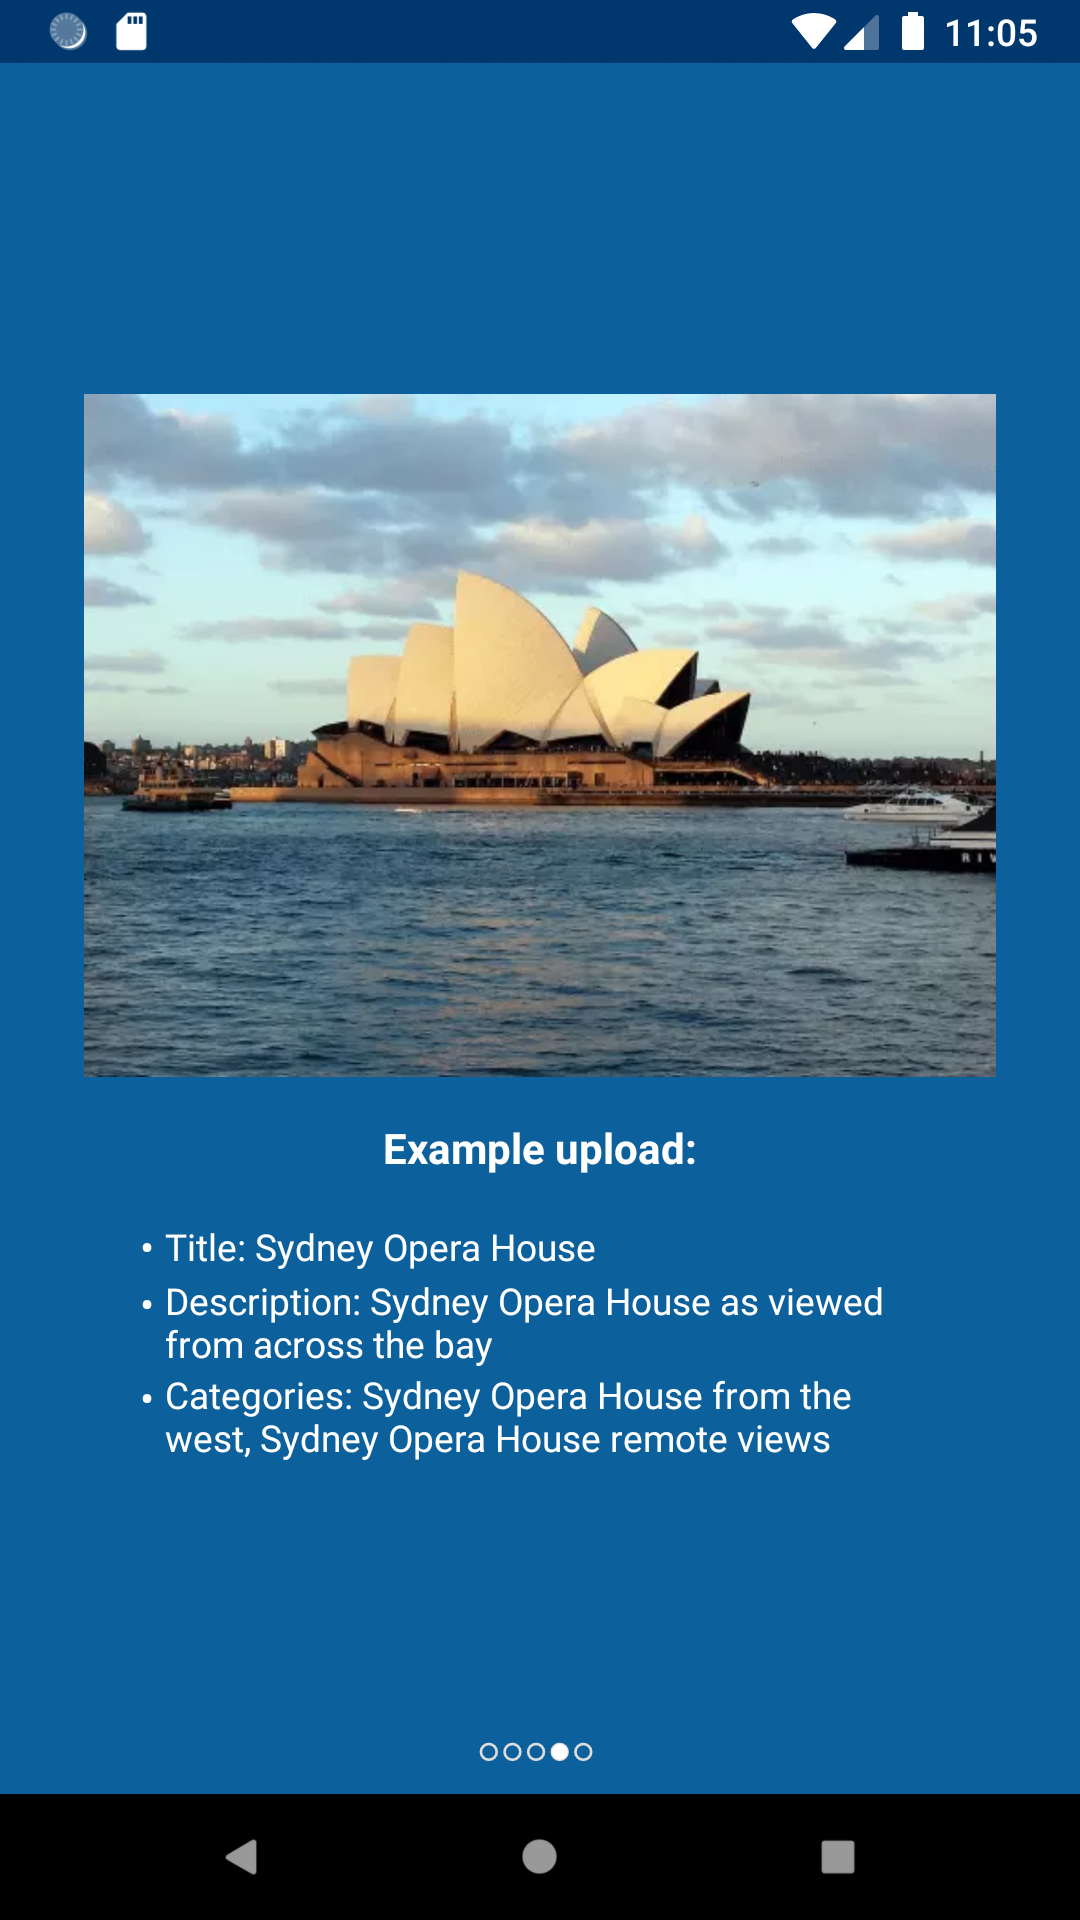 11:05
Example upload:
• Title: Sydney Opera House
• Description: Sydney Opera House as viewed
from across the bay
• Categories: Sydney Opera House from the
west, Sydney Opera House remote views